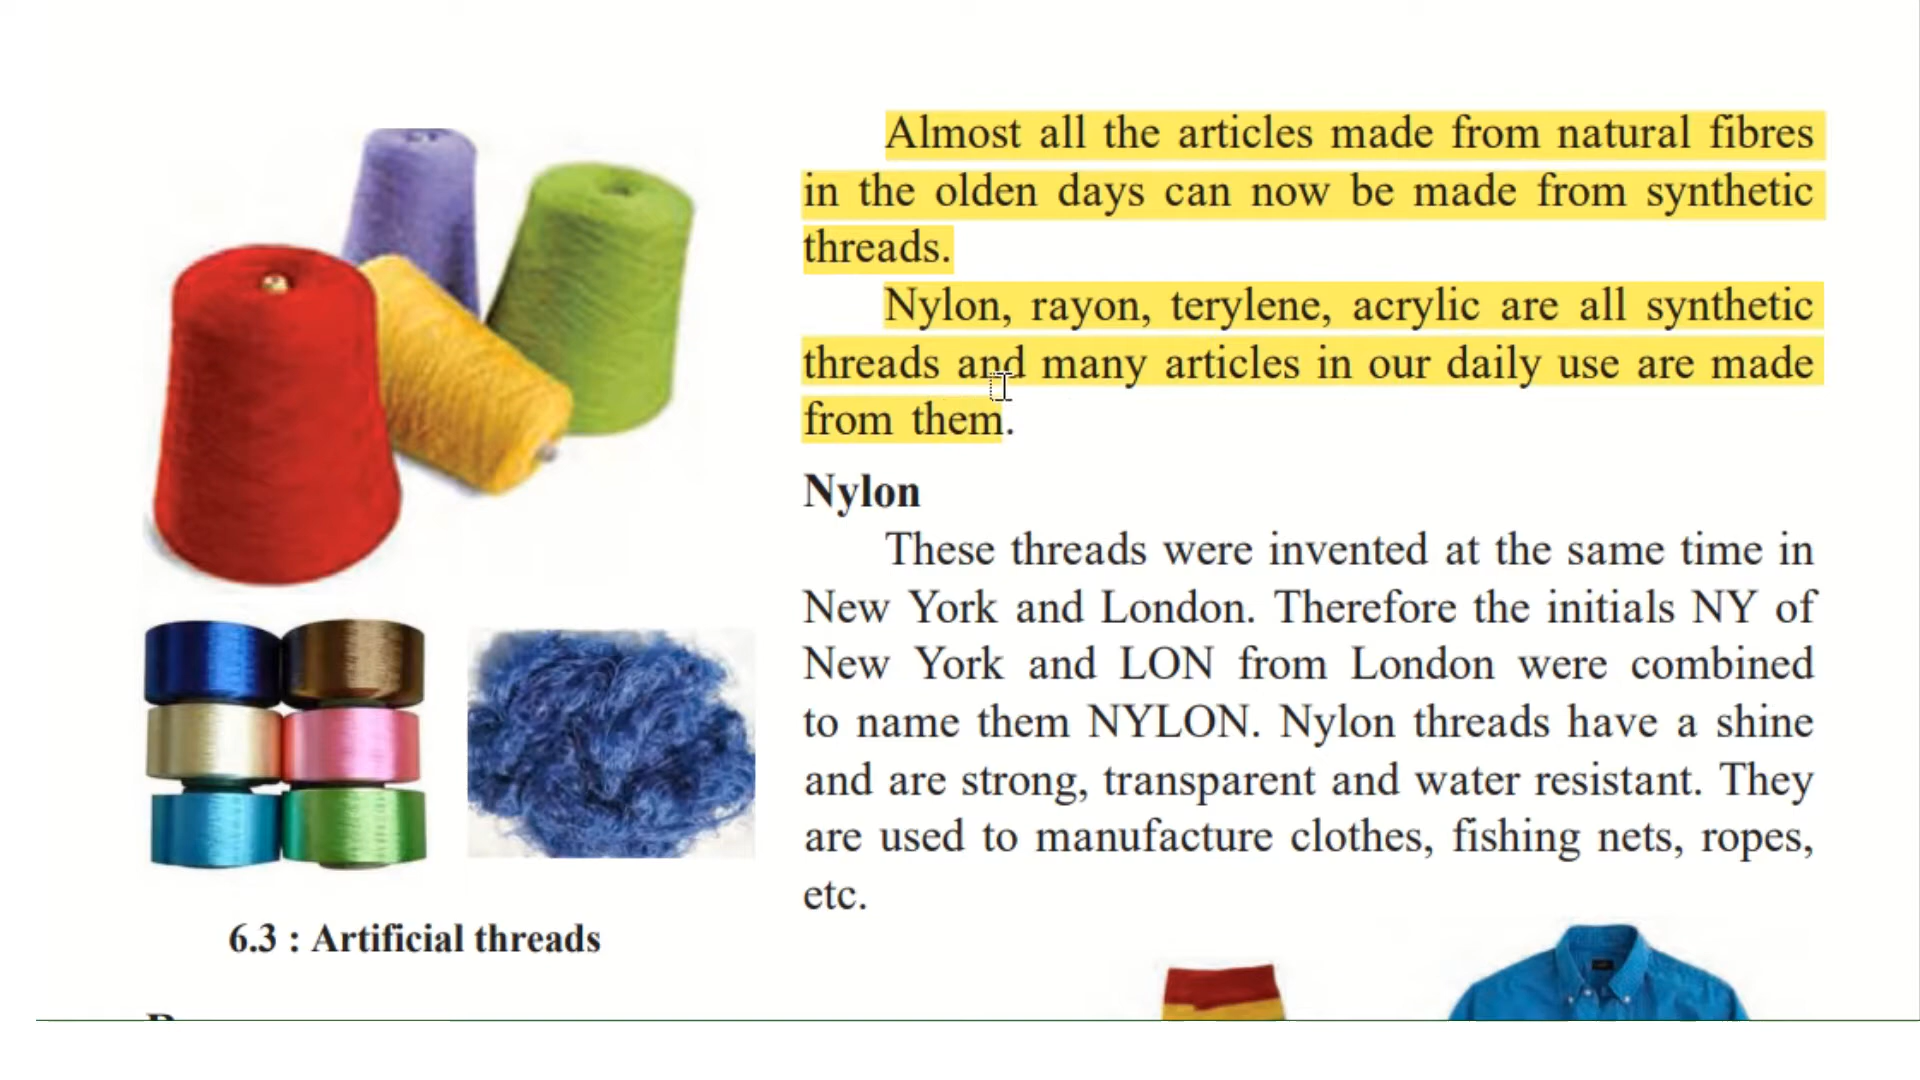 Almost all the articles made from natural fibres
in the olden days can now be made from synthetic
threads.
Nylon, rayon, terylene, acrylic are all synthetic
threads and many articles in our daily use are made
from them.
Nylon
These threads were invented at the same time in
New York and London. Therefore the initials NY of
New York and LON from London were combined
to name them NYLON. Nylon threads have a shine
and are strong, transparent and water resistant. They
are used to manufacture clothes, fishing nets, ropes,
etc.
6.3 : Artificial threads